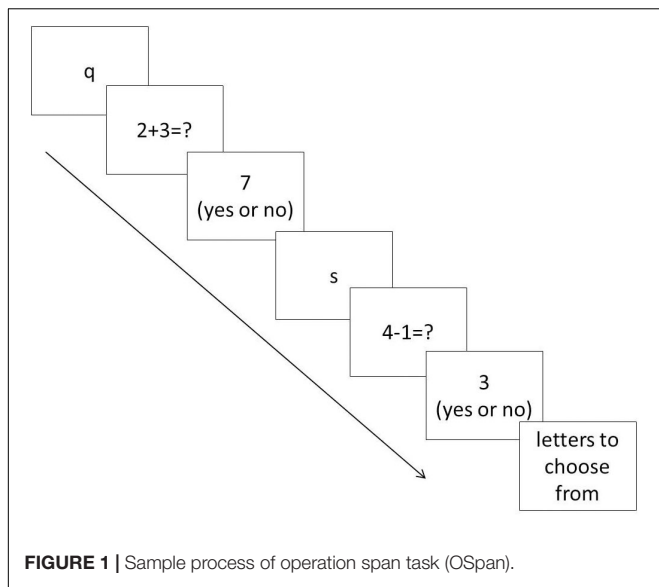 q
2+3=?
7
(yes or no)
s
4-1=?
3
(yes or no)
letters to
choose
from
FIGURE 1 | Sample process of operation span task (OSpan).